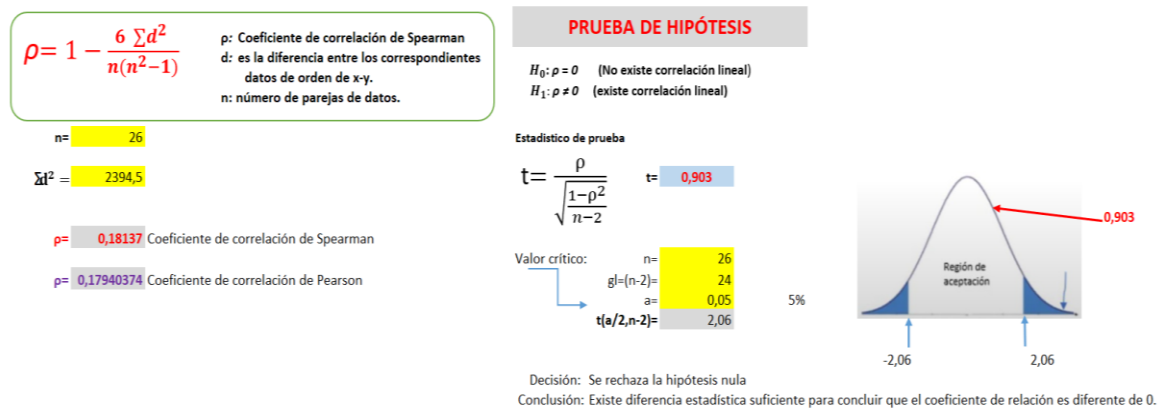 ρ= 1 − 6 ∑d² / n(n²−1)
ρ: Coeficiente de correlación de Spearman
d: es la diferencia entre los correspondientes
datos de orden de x-y.
n: número de parejas de datos.
n= 26
Σd² = 2394,5
ρ= 0,18137 Coeficiente de correlación de Spearman
ρ= 0,17940374 Coeficiente de correlación de Pearson
PRUEBA DE HIPÓTESIS
H₀: ρ = 0 (No existe correlación lineal)
H₁: ρ ≠ 0 (existe correlación lineal)
Estadistico de prueba
t= ρ / √((1−ρ²) / (n−2))
t= 0,903
Valor crítico:
n= 26
gl=(n-2)= 24
a= 0,05 5%
t(a/2,n-2)= 2,06
0,903
Región de
aceptación
-2,06 2,06
Decisión: Se rechaza la hipótesis nula
Conclusión: Existe diferencia estadística suficiente para concluir que el coeficiente de relación es diferente de 0.